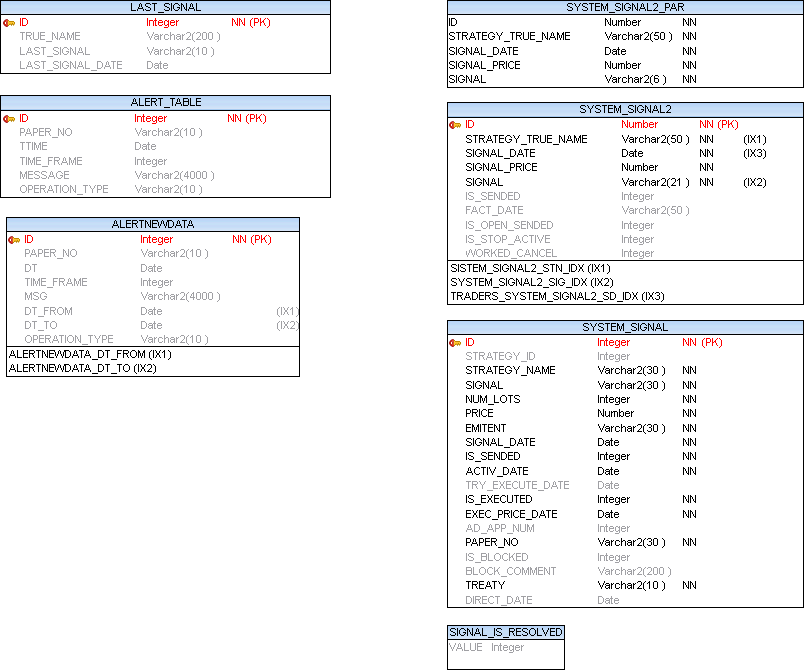 LAST_SIGNAL
ID Integer NN (PK)
TRUE_NAME Varchar2(200 )
LAST_SIGNAL Varchar2(10 )
LAST_SIGNAL_DATE Date
ALERT_TABLE
ID Integer NN (PK)
PAPER_NO Varchar2(10 )
TTIME Date
TIME_FRAME Integer
MESSAGE Varchar2(4000 )
OPERATION_TYPE Varchar2(10 )
ALERTNEWDATA
ID Integer NN (PK)
PAPER_NO Varchar2(10 )
DT Date
TIME_FRAME Integer
MSG Varchar2(4000 )
DT_FROM Date (IX1)
DT_TO Date (IX2)
OPERATION_TYPE Varchar2(10 )
ALERTNEWDATA_DT_FROM (IX1)
ALERTNEWDATA_DT_TO (IX2)
SYSTEM_SIGNAL2_PAR
ID Number NN
STRATEGY_TRUE_NAME Varchar2(50 ) NN
SIGNAL_DATE Date NN
SIGNAL_PRICE Number NN
SIGNAL Varchar2(6 ) NN
SYSTEM_SIGNAL2
ID Number NN (PK)
STRATEGY_TRUE_NAME Varchar2(50 ) NN (IX1)
SIGNAL_DATE Date NN (IX3)
SIGNAL_PRICE Number NN
SIGNAL Varchar2(21 ) NN (IX2)
IS_SENDED Integer
FACT_DATE Varchar2(50 )
IS_OPEN_SENDED Integer
IS_STOP_ACTIVE Integer
WORKED_CANCEL Integer
SISTEM_SIGNAL2_STN_IDX (IX1)
SYSTEM_SIGNAL2_SIG_IDX (IX2)
TRADERS_SYSTEM_SIGNAL2_SD_IDX (IX3)
SYSTEM_SIGNAL
ID Integer NN (PK)
STRATEGY_ID Integer
STRATEGY_NAME Varchar2(30 ) NN
SIGNAL Varchar2(30 ) NN
NUM_LOTS Integer NN
PRICE Number NN
EMITENT Varchar2(30 ) NN
SIGNAL_DATE Date NN
IS_SENDED Integer NN
ACTIV_DATE Date NN
TRY_EXECUTE_DATE Date
IS_EXECUTED Integer NN
EXEC_PRICE_DATE Date NN
AD_APP_NUM Integer
PAPER_NO Varchar2(30 ) NN
IS_BLOCKED Integer
BLOCK_COMMENT Varchar2(200 )
TREATY Varchar2(10 ) NN
DIRECT_DATE Date
SIGNAL_IS_RESOLVED
VALUE Integer